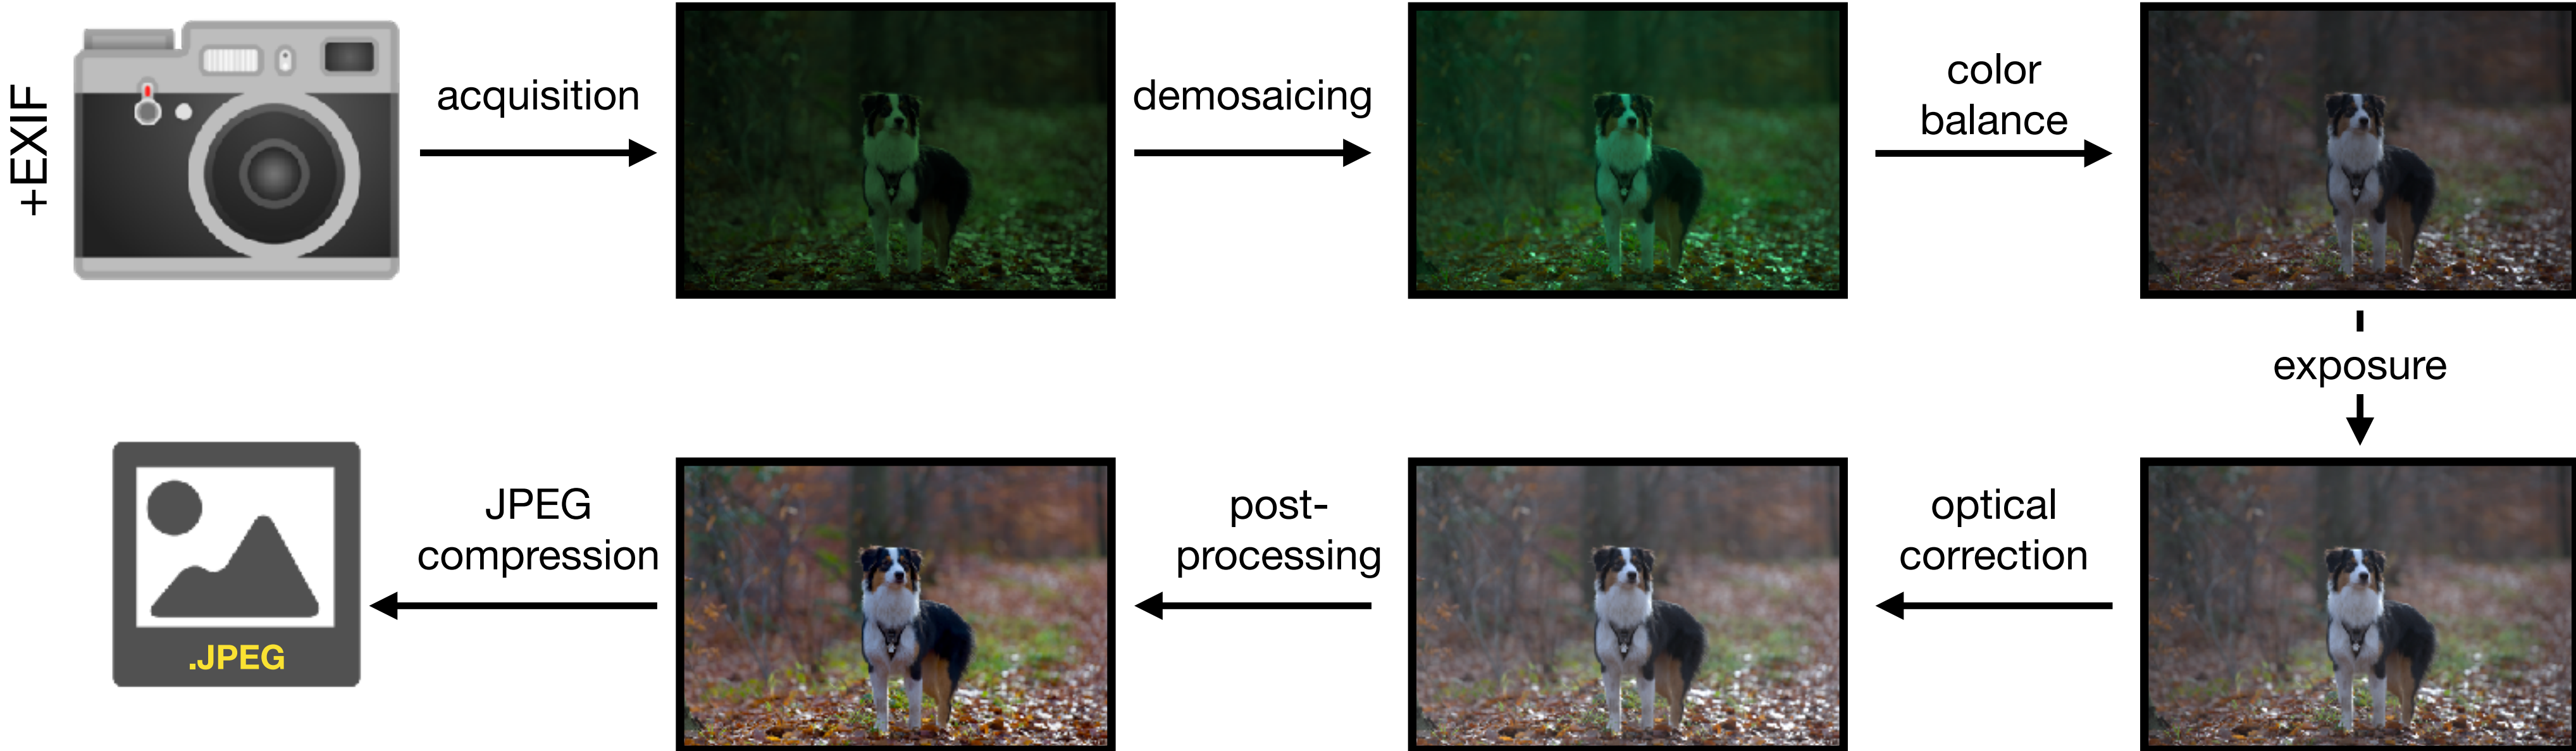 +EXIF
acquisition
demosaicing
color
balance
exposure
optical
correction
post-
processing
JPEG
compression
.JPEG